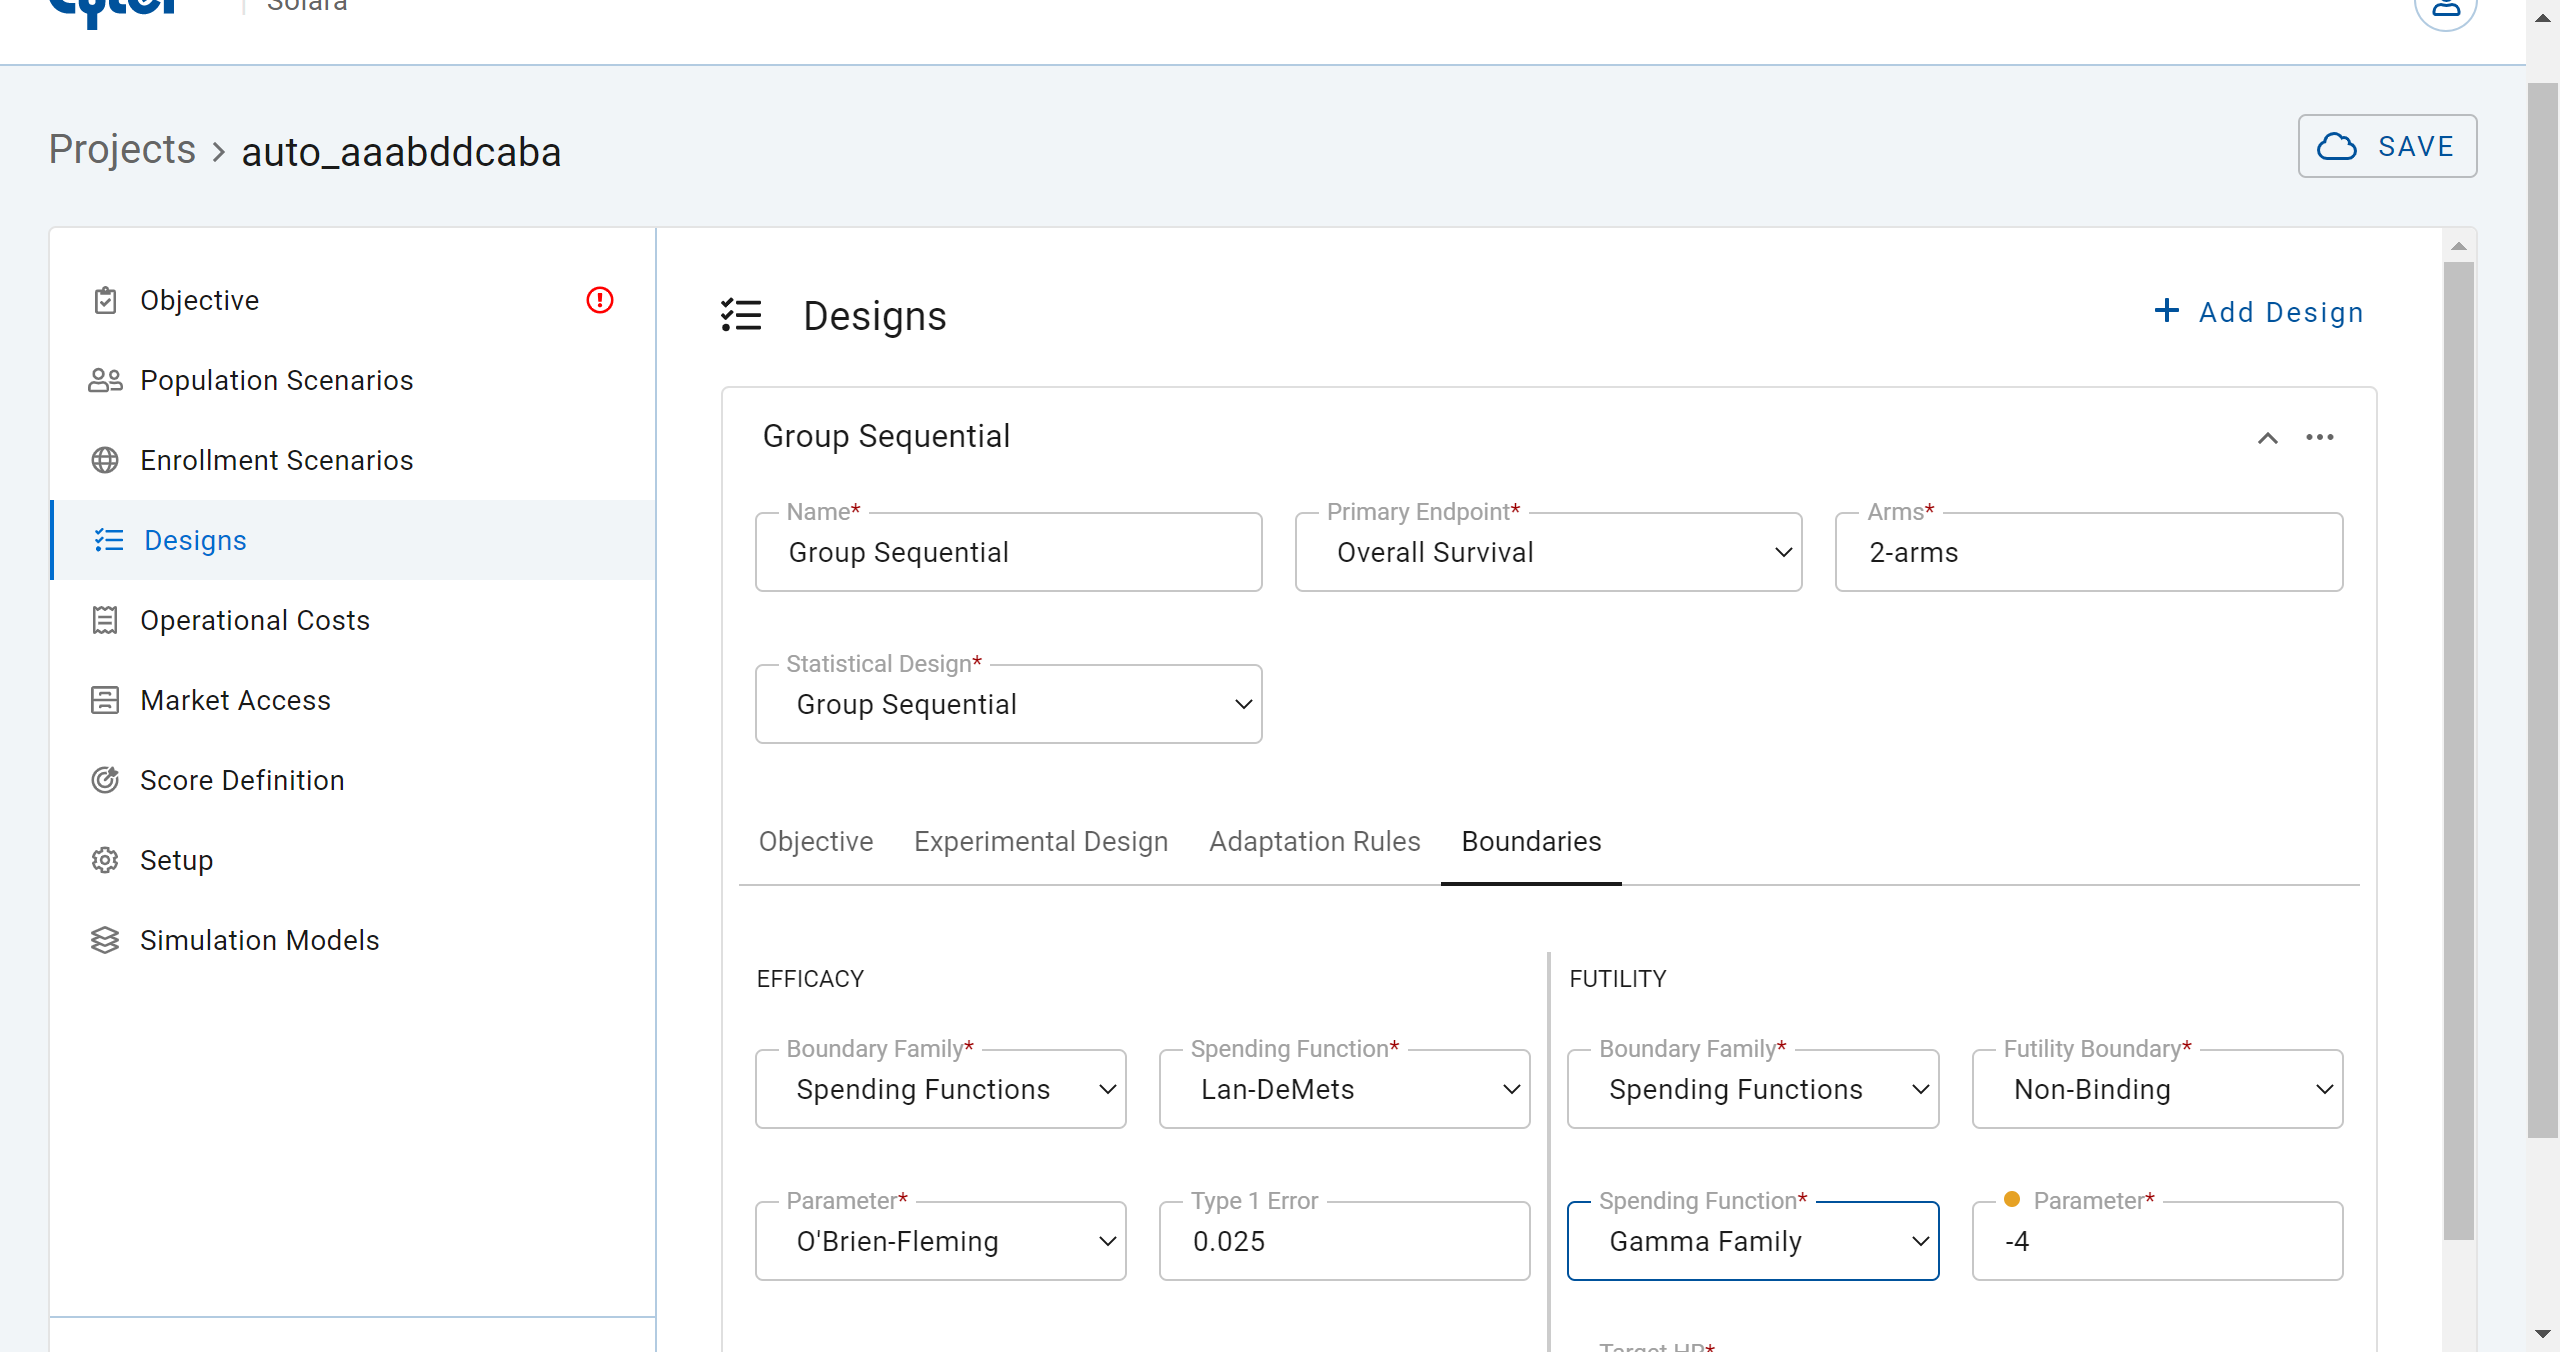 Solara
Projects > auto_aaabddcaba
SAVE
Objective
Population Scenarios
Enrollment Scenarios
Designs
Operational Costs
Market Access
Score Definition
Setup
Simulation Models
Designs
+ Add Design
Group Sequential
Name*
Group Sequential
Primary Endpoint*
Overall Survival
Arms*
2-arms
Statistical Design*
Group Sequential
Objective Experimental Design Adaptation Rules Boundaries
EFFICACY
Boundary Family*
Spending Functions
Spending Function*
Lan-DeMets
Parameter*
O'Brien-Fleming
Type 1 Error
0.025
FUTILITY
Boundary Family*
Spending Functions
Futility Boundary*
Non-Binding
Spending Function*
Gamma Family
Parameter*
-4
Target HR*